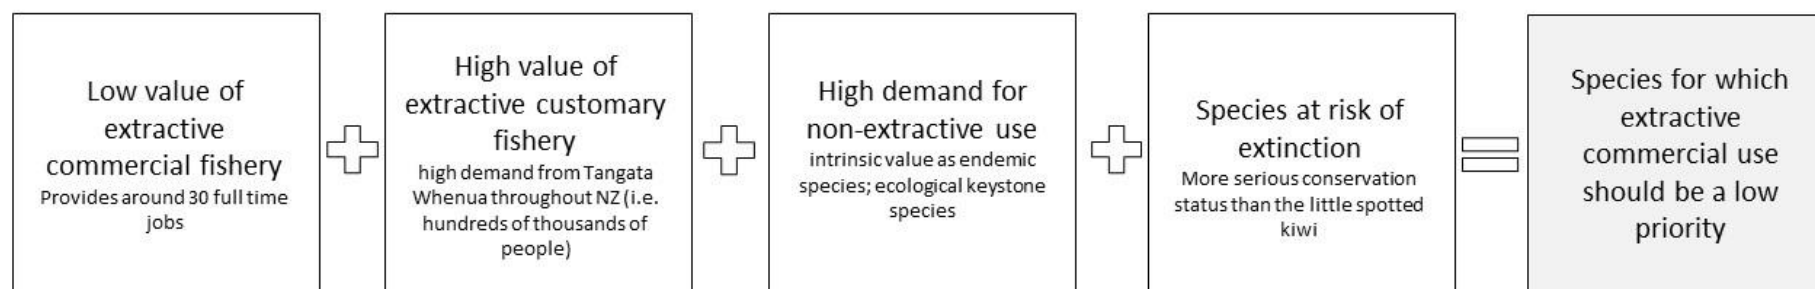 Low value of
extractive
commercial fishery
Provides around 30 full time
jobs
High value of
extractive customary
fishery
high demand from Tangata
Whenua throughout NZ (i.e.
hundreds of thousands of
people)
High demand for
non-extractive use
intrinsic value as endemic
species; ecological keystone
species
Species at risk of
extinction
More serious conservation
status than the little spotted
kiwi
Species for which
extractive
commercial use
should be a low
priority